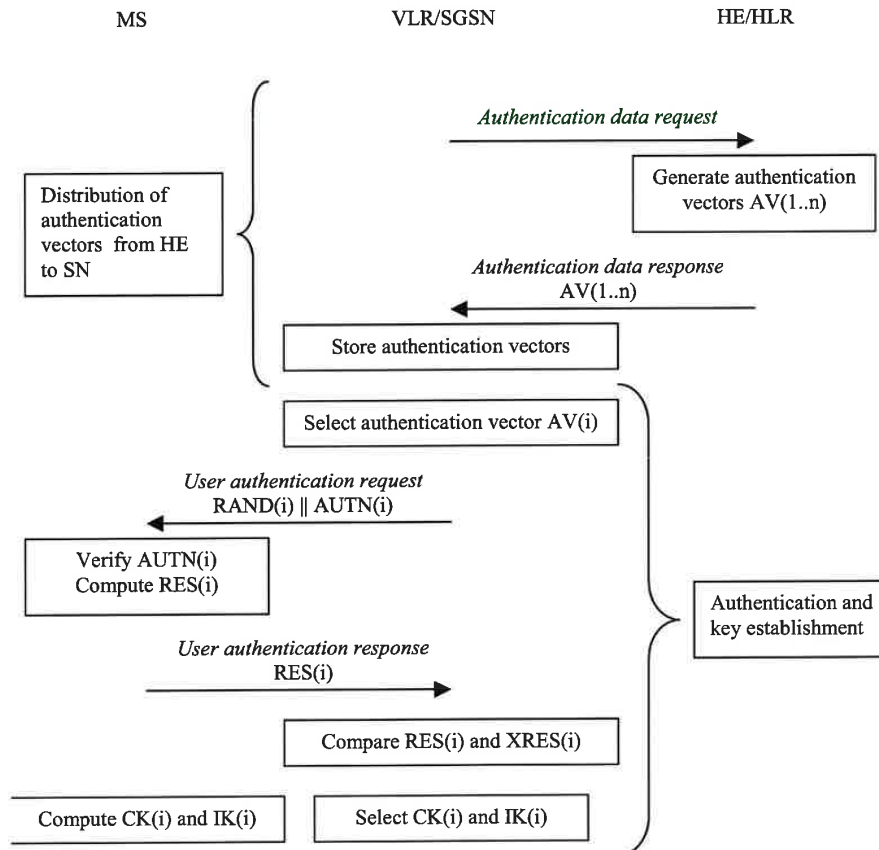 MS
VLR/SGSN
HE/HLR
Authentication data request
Generate authentication
vectors AV(1..n)
Distribution of
authentication
vectors from HE
to SN
Authentication data response
AV(1..n)
Store authentication vectors
Select authentication vector AV(i)
User authentication request
RAND(i) || AUTN(i)
Verify AUTN(i)
Compute RES(i)
Authentication and
key establishment
User authentication response
RES(i)
Compare RES(i) and XRES(i)
Compute CK(i) and IK(i)
Select CK(i) and IK(i)